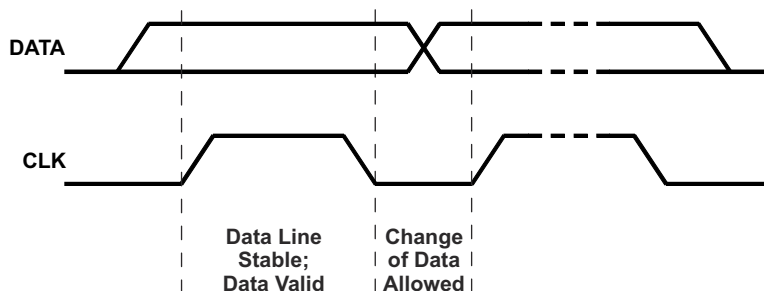 DATA
CLK
Data Line
Stable;
Data Valid
Change
of Data
Allowed